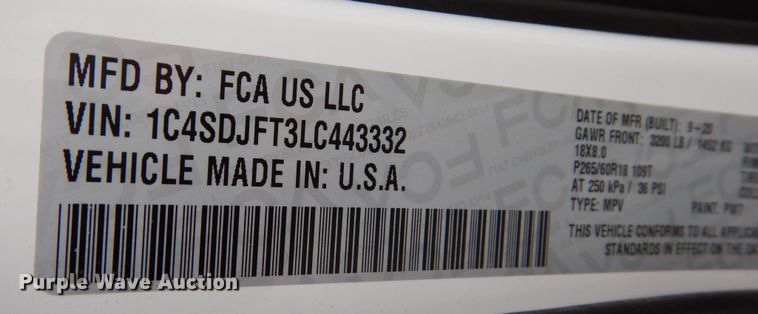 MFD BY: FCA US LLC
VIN: 1C4SDJFT3LC443332
VEHICLE MADE IN: U.S.A.
DATE OF MFR (BUILT): 9-20
GAWR FRONT: 3200 LB / 1452 KG
18X8.0
P265/60R18 109T
AT 250 kPa / 36 PSI
TYPE: MPV PAINT: PW7
THIS VEHICLE CONFORMS TO ALL
STANDARDS IN EFFECT ON THE
Purple Wave Auction